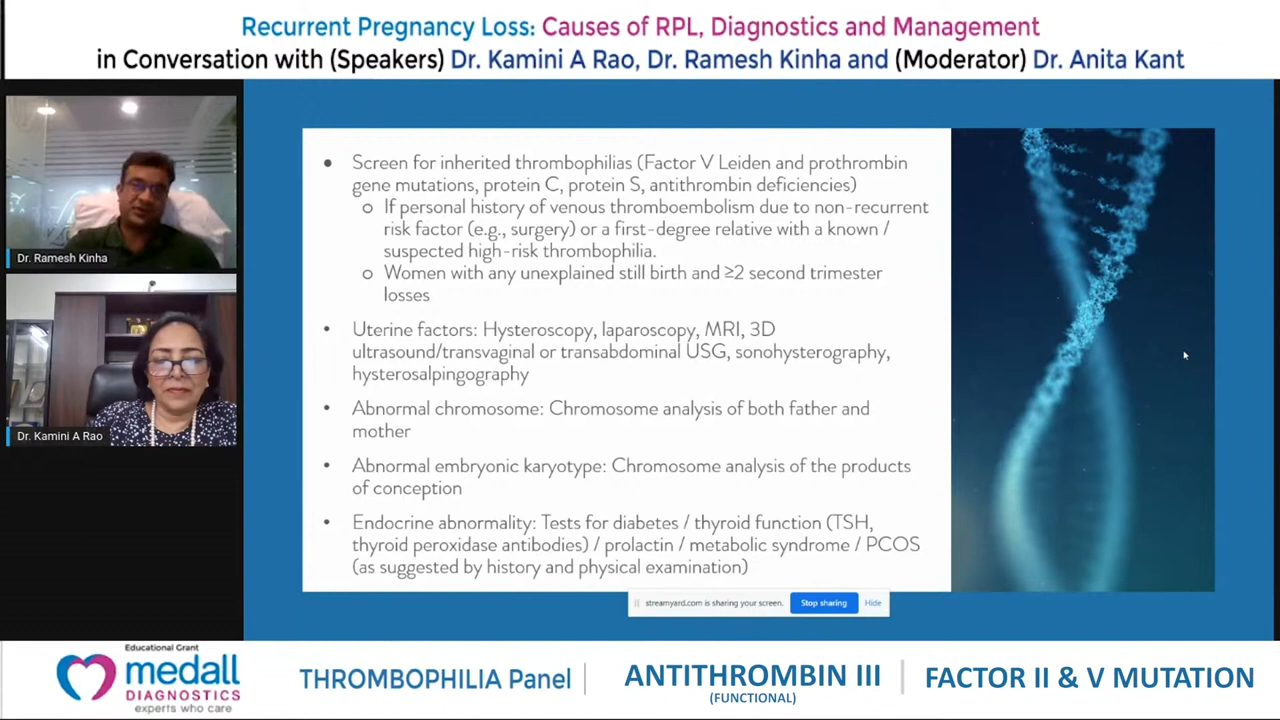 Recurrent Pregnancy Loss: Causes of RPL, Diagnostics and Management
in Conversation with (Speakers) Dr. Kamini A Rao, Dr. Ramesh Kinha and (Moderator) Dr. Anita Kant
Dr. Ramesh Kinha
Dr. Kamini A Rao
• Screen for inherited thrombophilias (Factor V Leiden and prothrombin
gene mutations, protein C, protein S, antithrombin deficiencies)
o If personal history of venous thromboembolism due to non-recurrent
risk factor (e.g., surgery) or a first-degree relative with a known /
suspected high-risk thrombophilia.
o Women with any unexplained still birth and ≥2 second trimester
losses
• Uterine factors: Hysteroscopy, laparoscopy, MRI, 3D
ultrasound/transvaginal or transabdominal USG, sonohysterography,
hysterosalpingography
• Abnormal chromosome: Chromosome analysis of both father and
mother
• Abnormal embryonic karyotype: Chromosome analysis of the products
of conception
• Endocrine abnormality: Tests for diabetes / thyroid function (TSH,
thyroid peroxidase antibodies) / prolactin / metabolic syndrome / PCOS
(as suggested by history and physical examination)
streamyard.com is sharing your screen. Stop sharing Hide
Educational Grant
medall
DIAGNOSTICS
experts who care
THROMBOPHILIA Panel
ANTITHROMBIN III
(FUNCTIONAL)
FACTOR II & V MUTATION